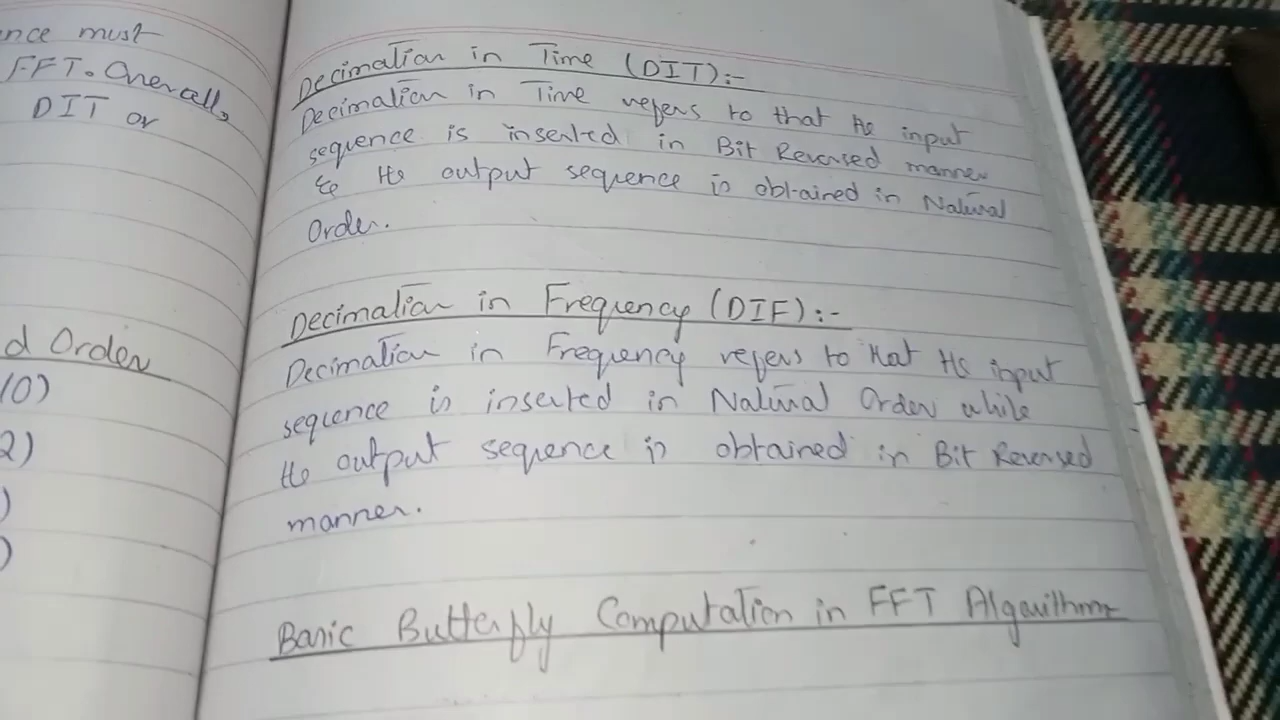 nce must
FFT. Overall,
DIT or
d Order
10)
2)
)
)
Decimation in Time (DIT):-
Decimation in Time refers to that the input
sequence is inserted in Bit Reversed manner
& the output sequence is obtained in Natural
Order.
Decimation in Frequency (DIF):-
Decimation in Frequency refers to that the input
sequence is inserted in Natural Order while
the output sequence is obtained in Bit Reversed
manner.
Basic Butterfly Computation in FFT Algorithm